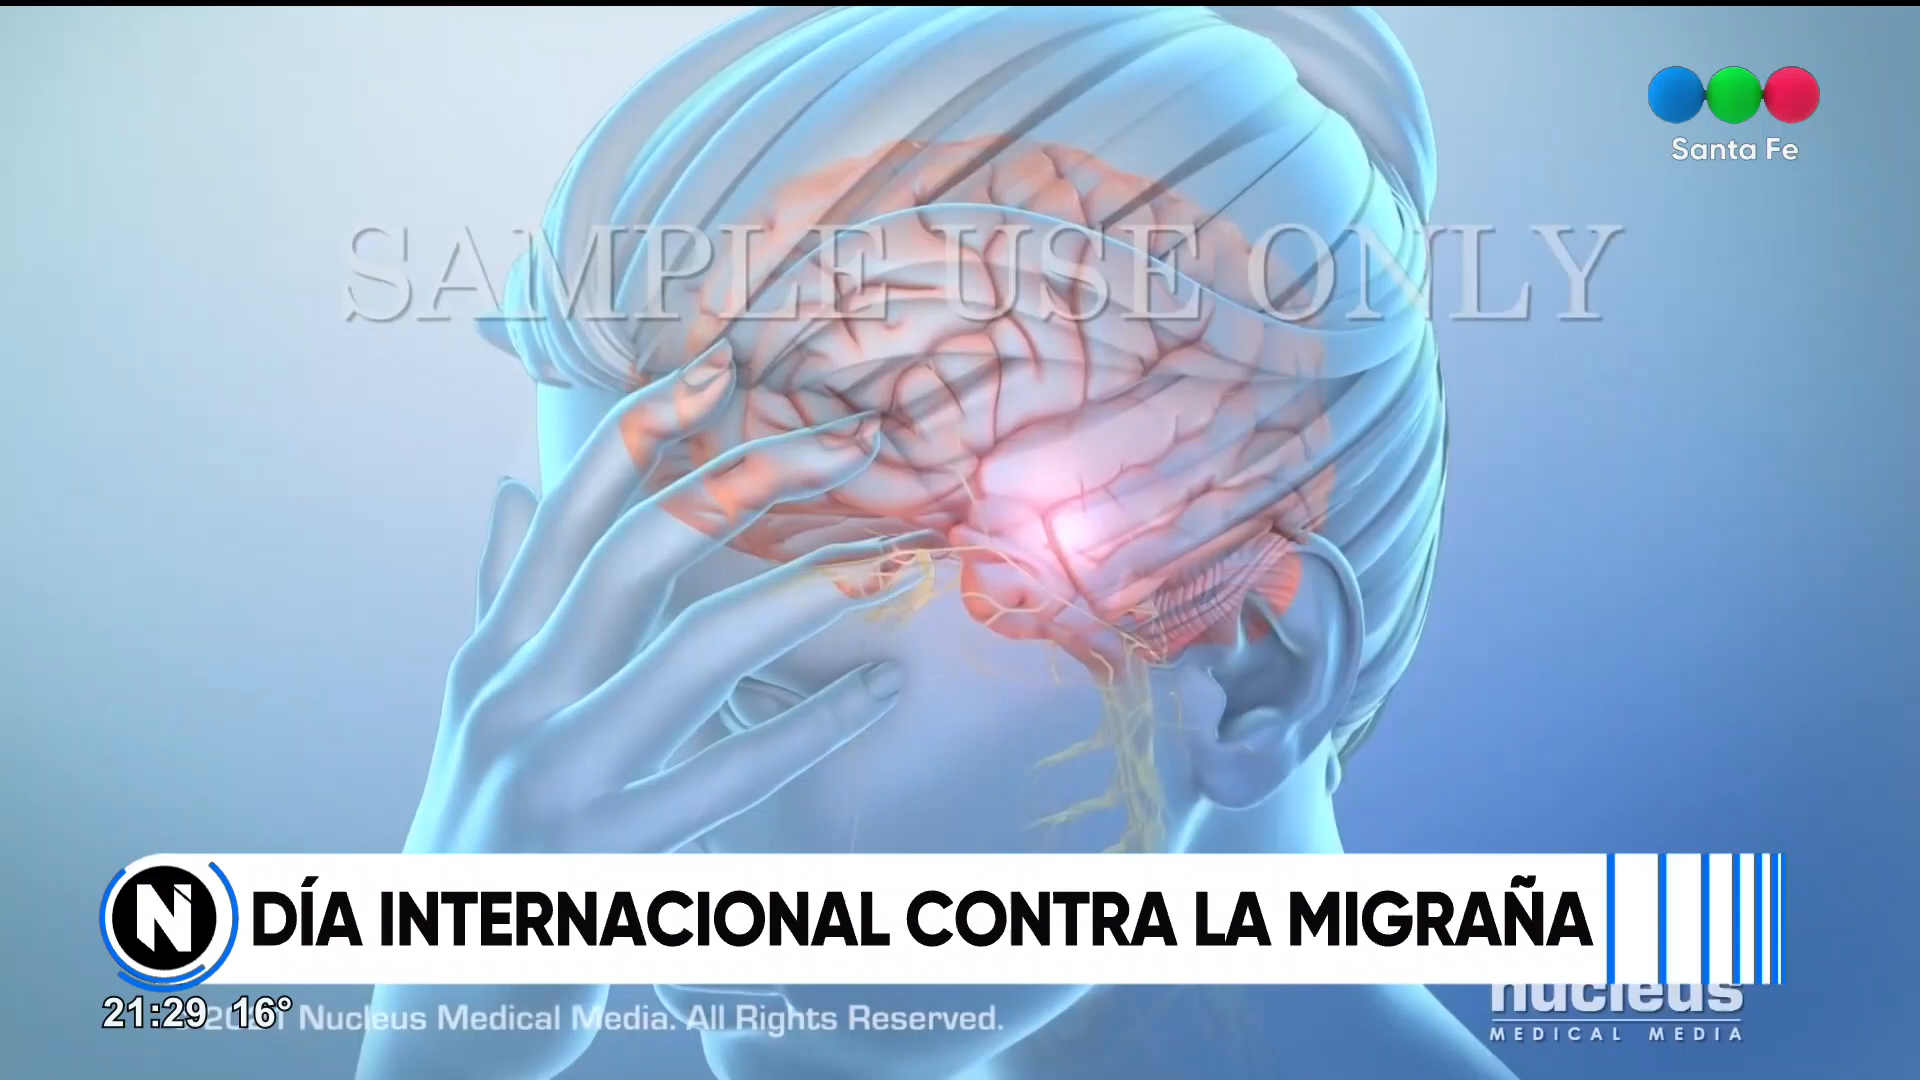 Santa Fe
SAMPLE USE ONLY
N DÍA INTERNACIONAL CONTRA LA MIGRAÑA
21:29 16°
Nucleus Medical Media. All Rights Reserved.
nucleus
MEDICAL MEDIA